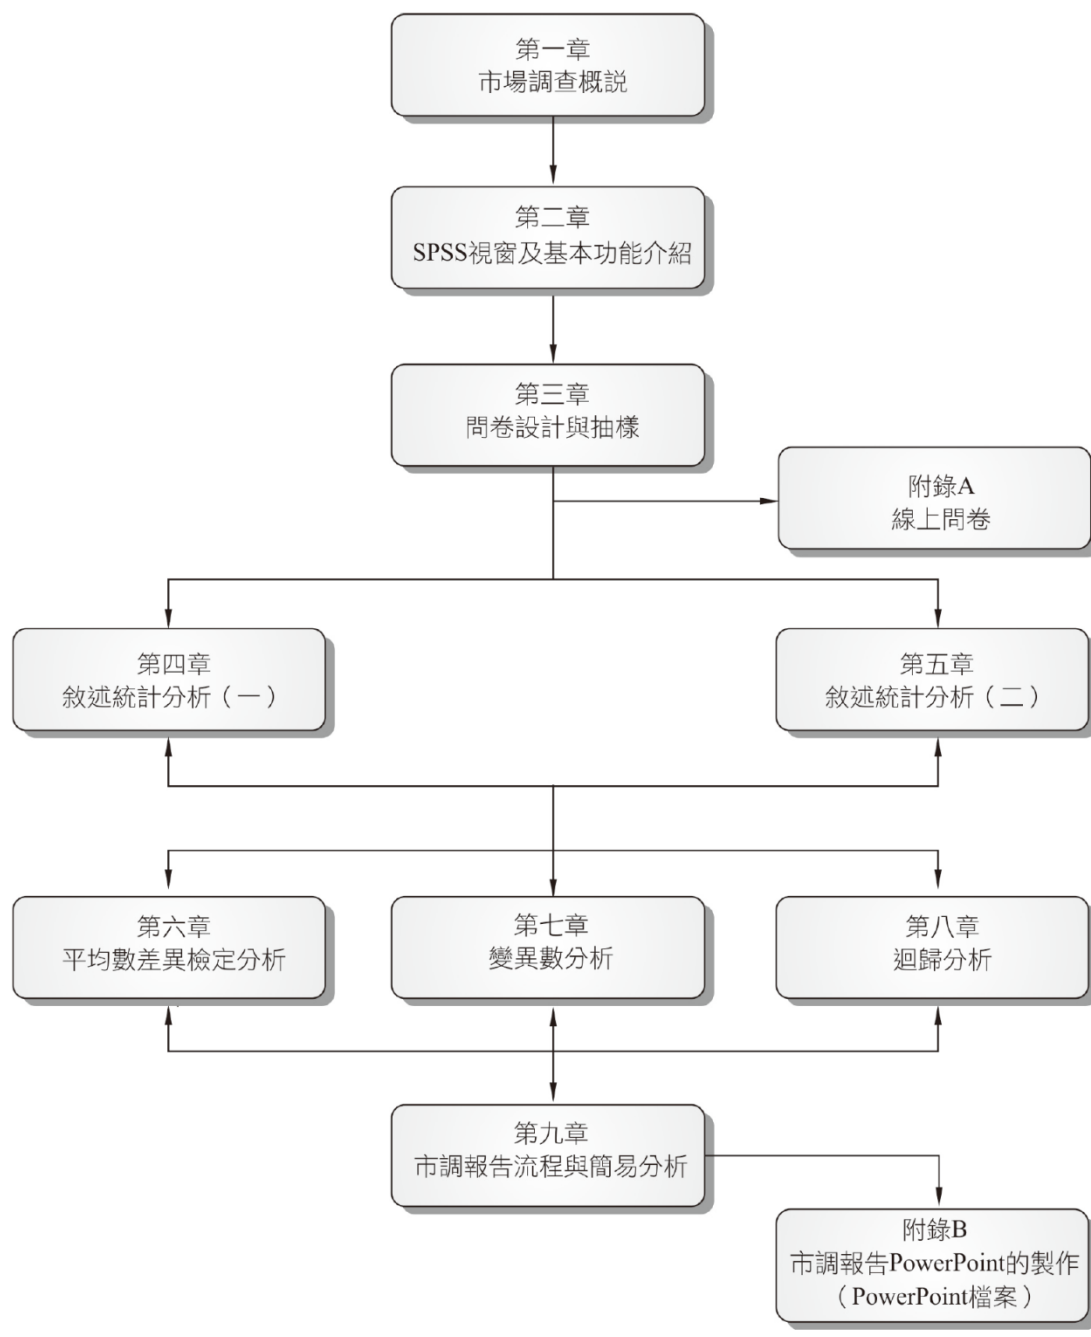 第一章
市場調查概說
第二章
SPSS視窗及基本功能介紹
第三章
問卷設計與抽樣
附錄A
線上問卷
第四章
敘述統計分析（一）
第五章
敘述統計分析（二）
第六章
平均數差異檢定分析
第七章
變異數分析
第八章
迴歸分析
第九章
市調報告流程與簡易分析
附錄B
市調報告PowerPoint的製作
（PowerPoint檔案）